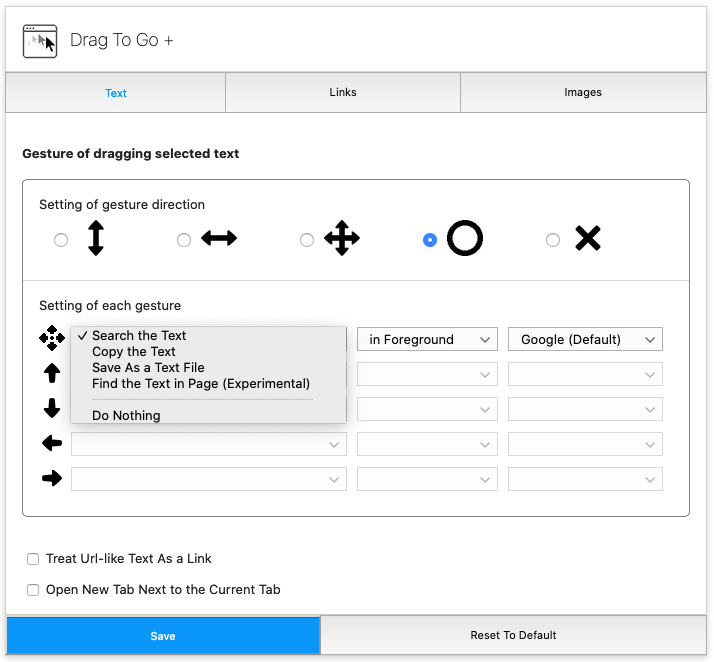 Drag To Go +
Text
Links
Images
Gesture of dragging selected text
Setting of gesture direction
Setting of each gesture
✓ Search the Text
in Foreground
Google (Default)
Copy the Text
Save As a Text File
Find the Text in Page (Experimental)
Do Nothing
Treat Url-like Text As a Link
Open New Tab Next to the Current Tab
Save
Reset To Default